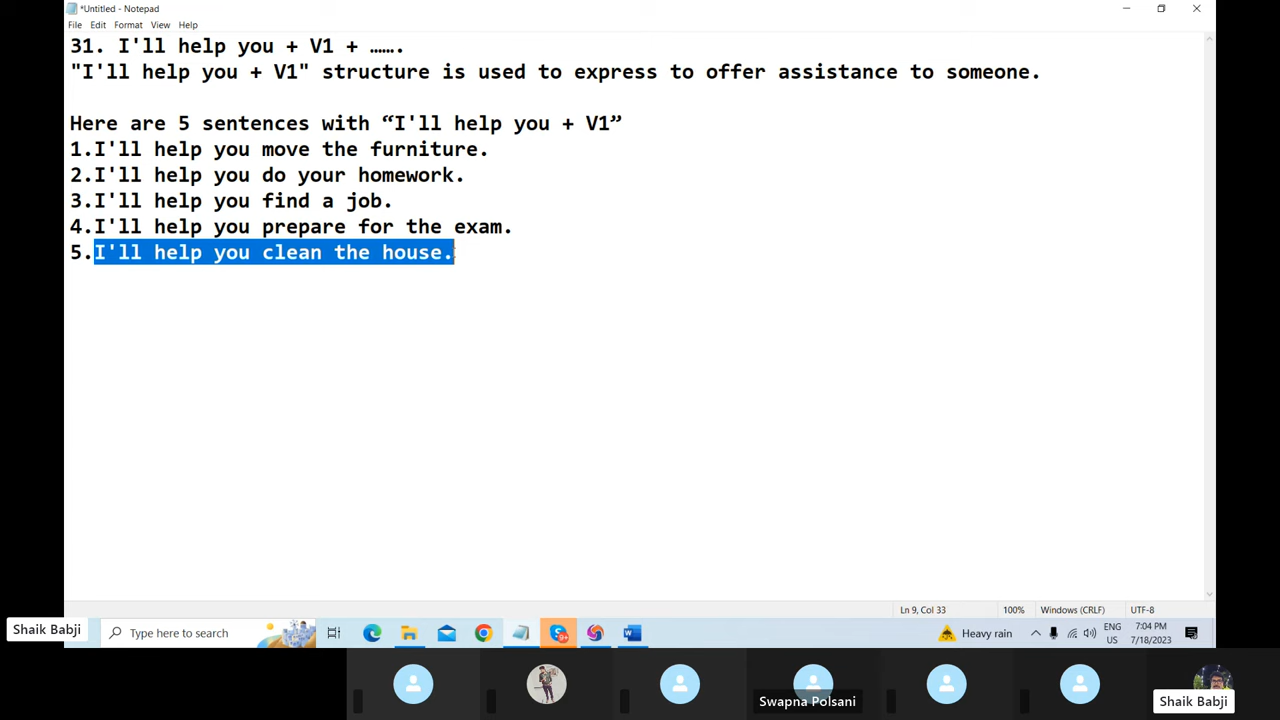 *Untitled - Notepad
File Edit Format View Help
31. I'll help you + V1 + …….
"I'll help you + V1" structure is used to express to offer assistance to someone.
Here are 5 sentences with “I'll help you + V1”
1.I'll help you move the furniture.
2.I'll help you do your homework.
3.I'll help you find a job.
4.I'll help you prepare for the exam.
5.I'll help you clean the house.
Ln 9, Col 33 100% Windows (CRLF) UTF-8
Shaik Babji
Type here to search
9+
W
Heavy rain
ENG
US
7:04 PM
7/18/2023
Swapna Polsani
Shaik Babji